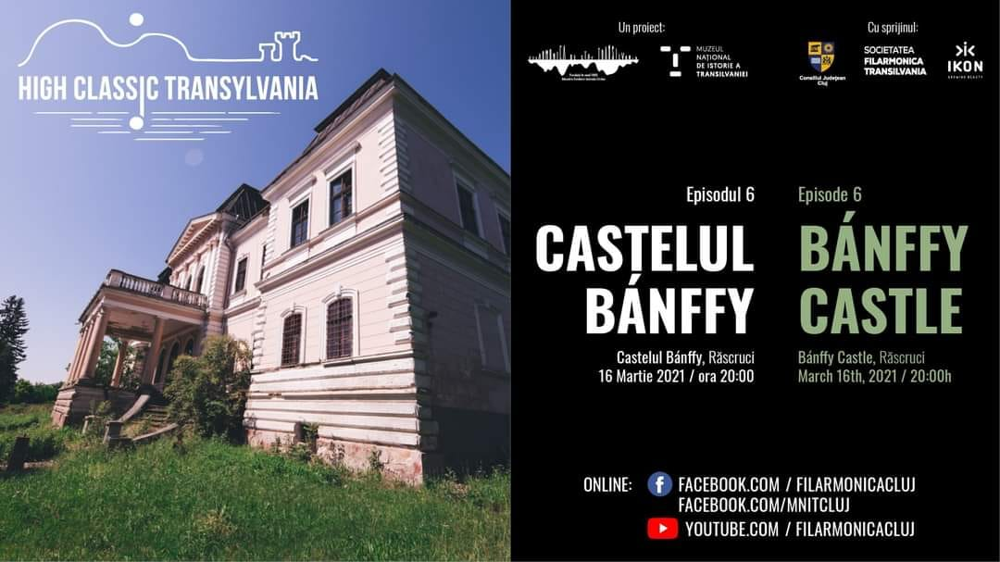 HIGH CLASSIC TRANSYLVANIA
Un proiect:
MUZEUL
NAȚIONAL
DE ISTORIE A
TRANSILVANIEI
Cu sprijinul:
Consiliul Județean
Cluj
SOCIETATEA
FILARMONICA
TRANSILVANIA
IKON
Episodul 6
CASTELUL
BÁNFFY
Castelul Bánffy, Răscruci
16 Martie 2021 / ora 20:00
Episode 6
BÁNFFY
CASTLE
Bánffy Castle, Răscruci
March 16th, 2021 / 20:00h
ONLINE:
FACEBOOK.COM / FILARMONICACLUJ
FACEBOOK.COM/MNITCLUJ
YOUTUBE.COM / FILARMONICACLUJ